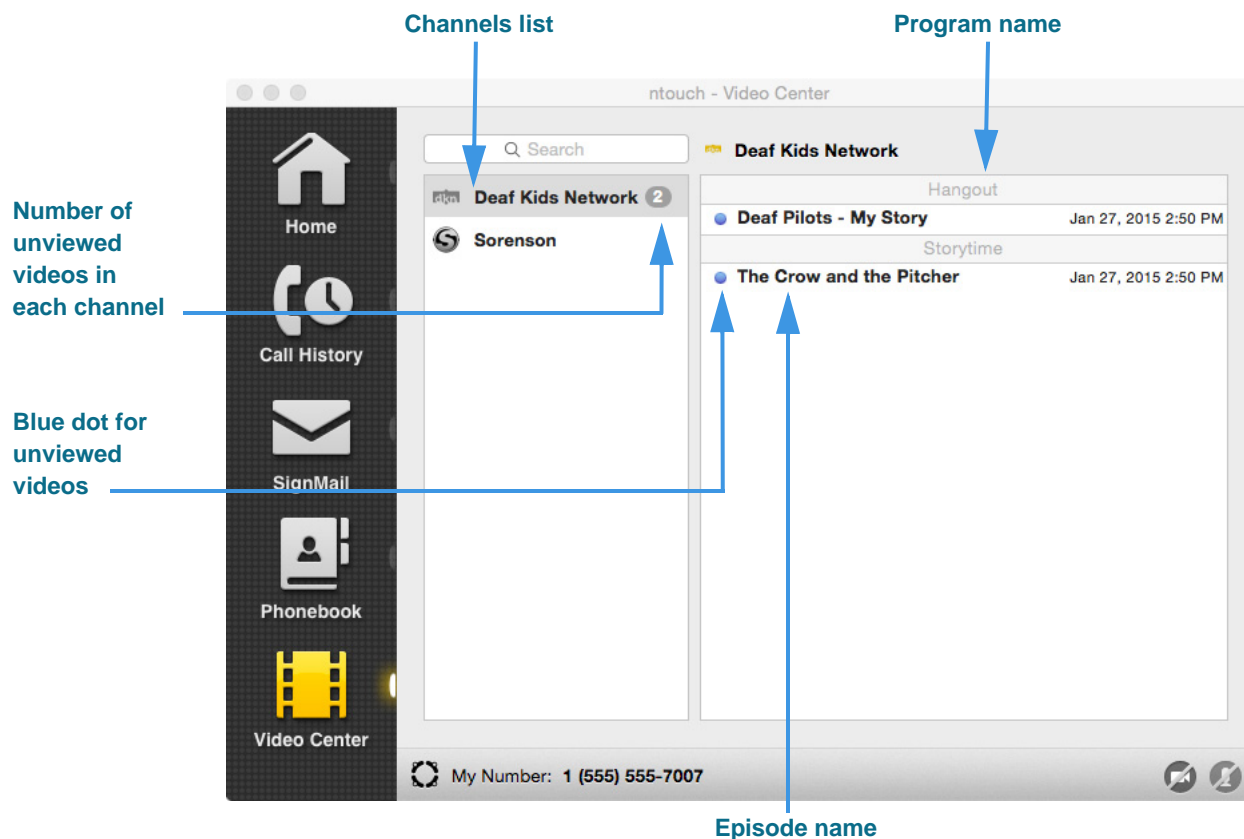 Channels list
Program name
ntouch - Video Center
Search
Deaf Kids Network
Hangout
dkn
Deaf Kids Network 2
Number of
unviewed
videos in
each channel
Home
Deaf Pilots - My Story Jan 27, 2015 2:50 PM
Sorenson
Storytime
The Crow and the Pitcher Jan 27, 2015 2:50 PM
Call History
Blue dot for
unviewed
videos
SignMail
Phonebook
Video Center
My Number: 1 (555) 555-7007
Episode name